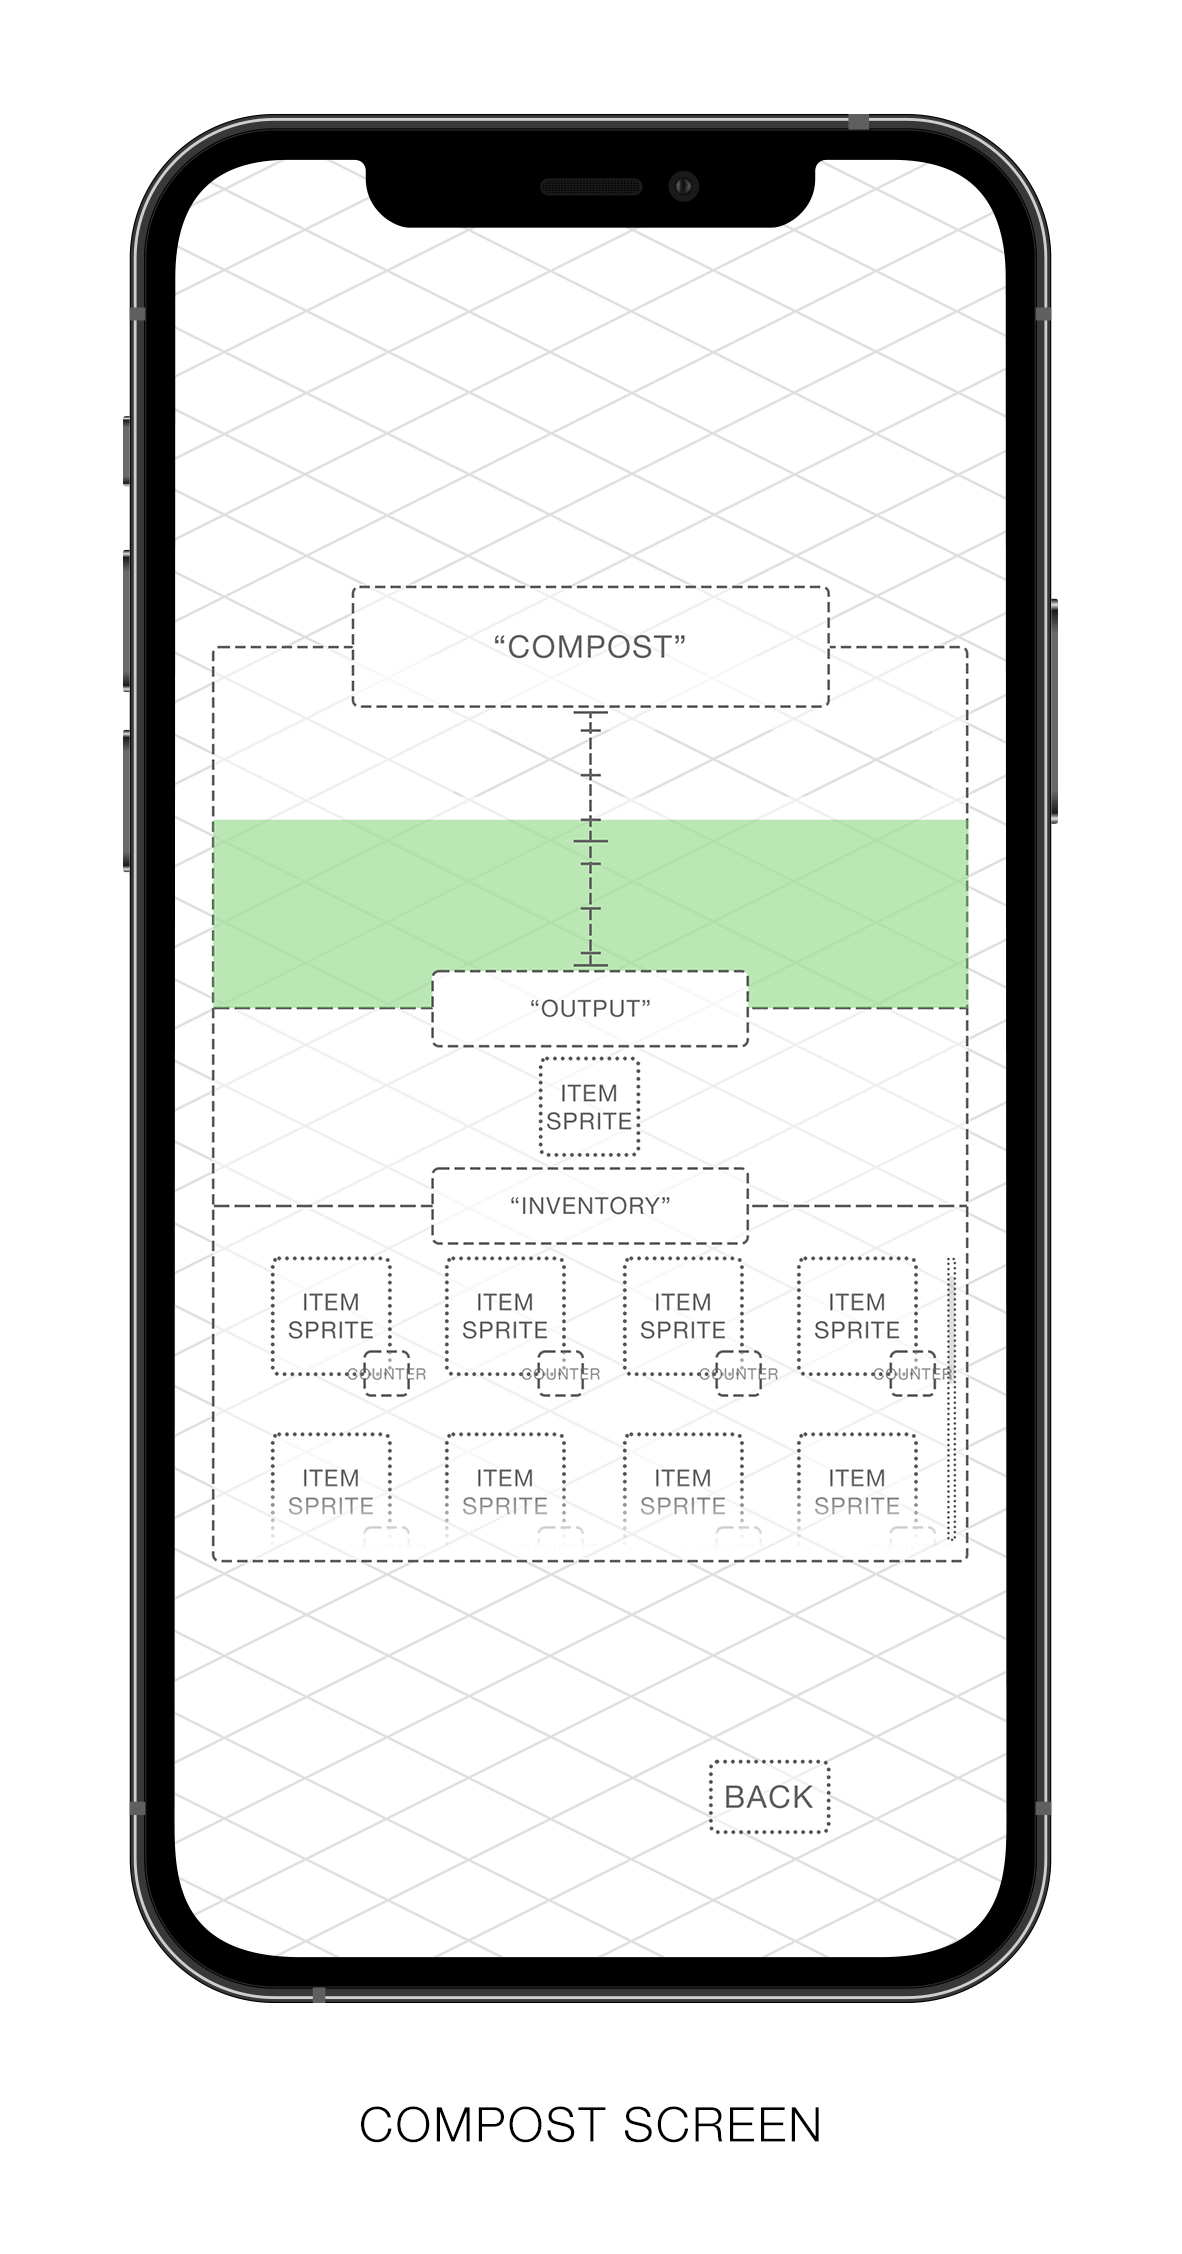 “COMPOST”
“OUTPUT”
ITEM
SPRITE
“INVENTORY”
ITEM ITEM ITEM ITEM
SPRITE SPRITE SPRITE SPRITE
COUNTER COUNTER COUNTER COUNTER
ITEM ITEM ITEM ITEM
SPRITE SPRITE SPRITE SPRITE
BACK
COMPOST SCREEN